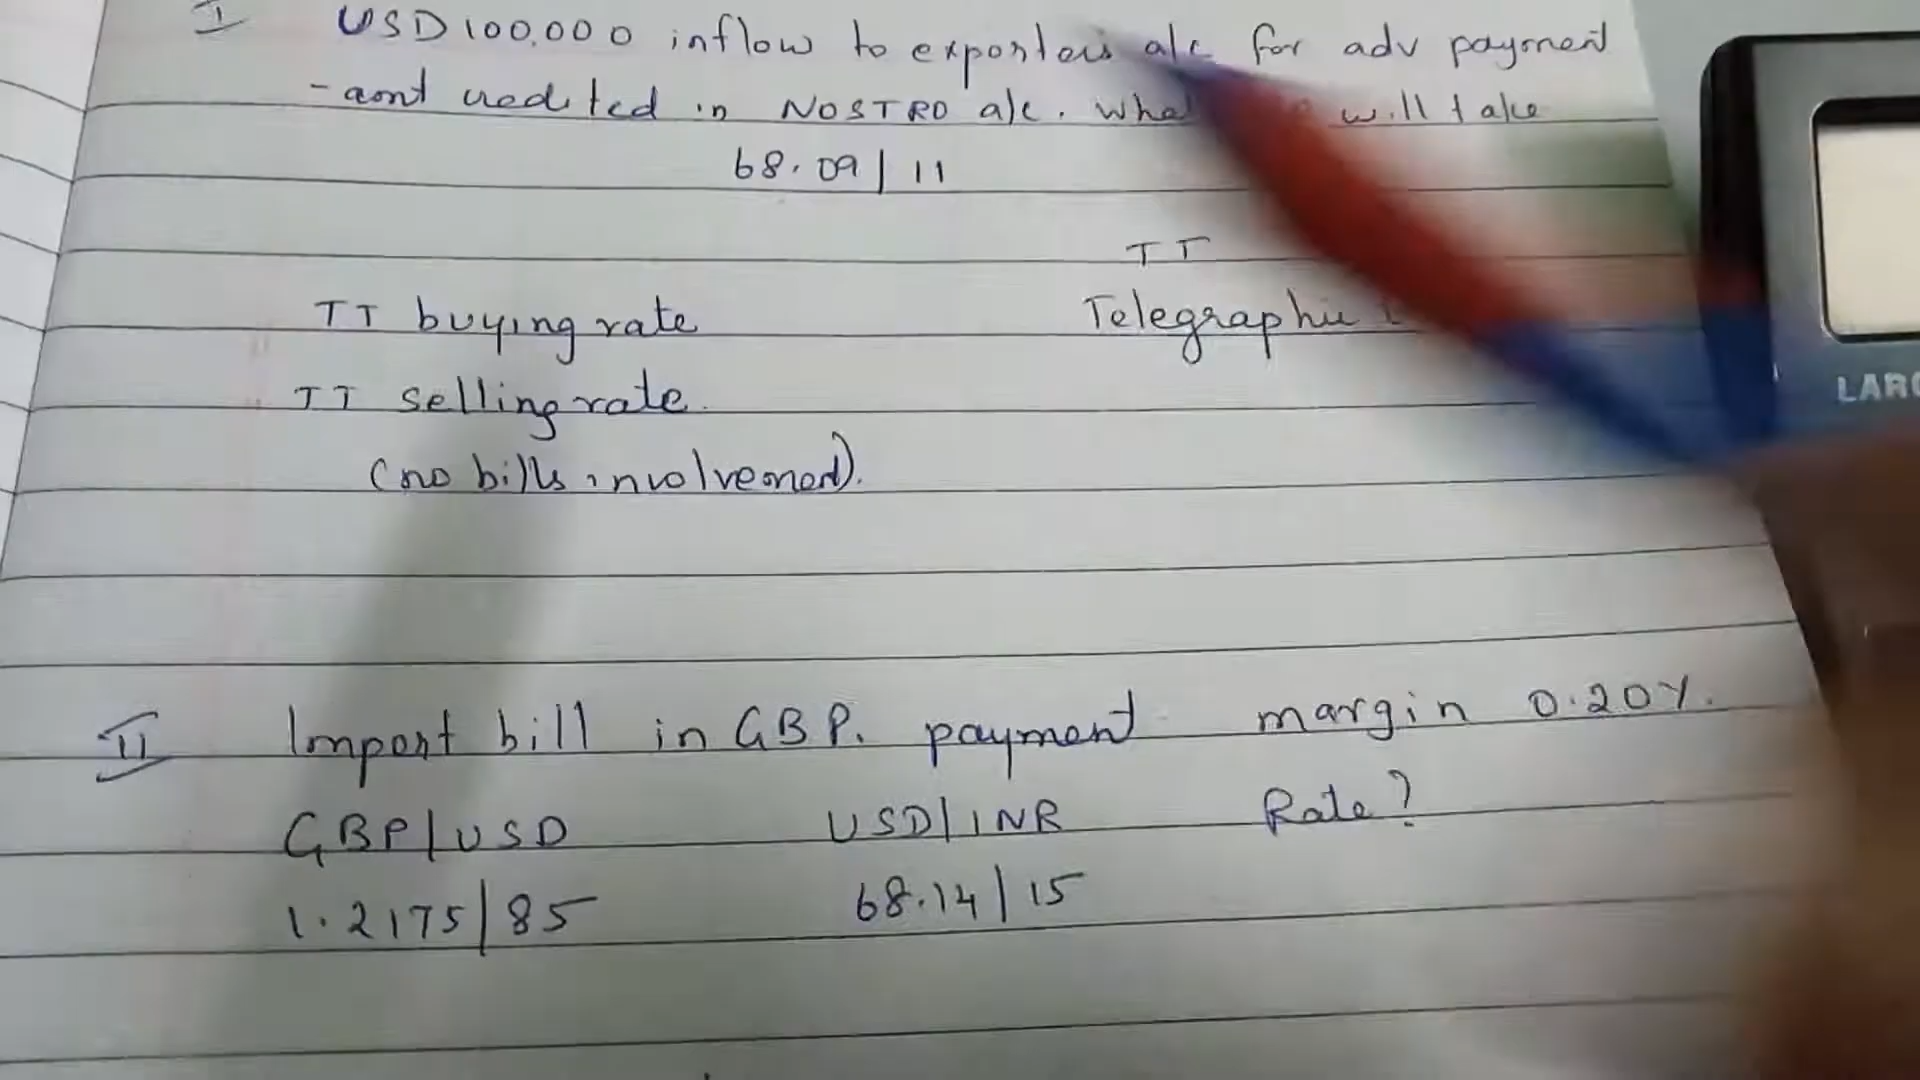 I USD 100,000 inflow to exporters a/c for adv payment
- amt credited in NOSTRO a/c. will take
68.09 | 11
TT
TT buying rate Telegraphic
TT selling rate.
(no bills involvement).
II Import bill in GBP. payment margin 0.20%.
GBP/USD USD/INR Rate?
1.2175/85 68.14/15
LARG